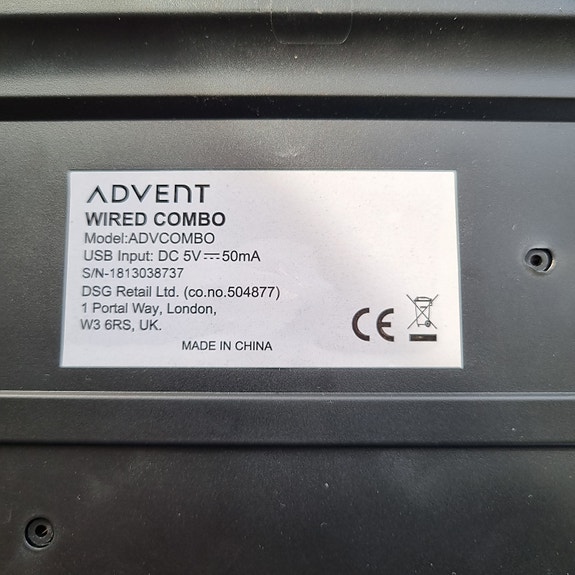 ADVENT
WIRED COMBO
Model:ADVCOMBO
USB Input: DC 5V⎓50mA
S/N-1813038737
DSG Retail Ltd. (co.no.504877)
1 Portal Way, London,
W3 6RS, UK.
CE
MADE IN CHINA